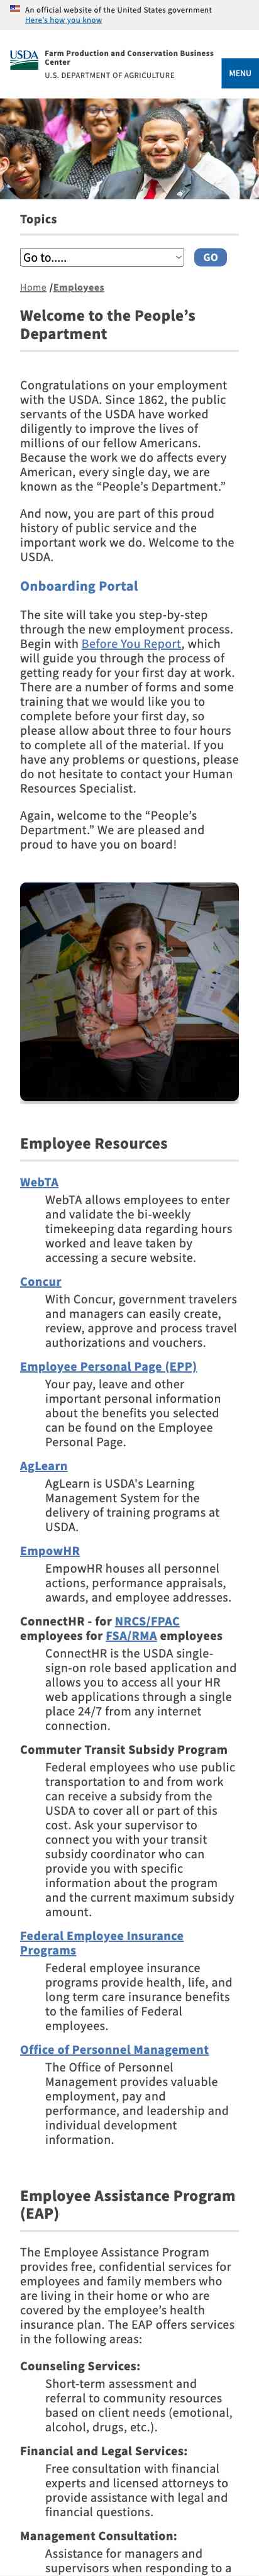 An official website of the United States government
Here's how you know
USDA
Farm Production and Conservation Business
Center
U.S. DEPARTMENT OF AGRICULTURE
MENU
Topics
Go to.....
GO
Home /Employees
Welcome to the People’s
Department
Congratulations on your employment
with the USDA. Since 1862, the public
servants of the USDA have worked
diligently to improve the lives of
millions of our fellow Americans.
Because the work we do affects every
American, every single day, we are
known as the “People’s Department.”
And now, you are part of this proud
history of public service and the
important work we do. Welcome to the
USDA.
Onboarding Portal
The site will take you step-by-step
through the new employment process.
Begin with Before You Report, which
will guide you through the process of
getting ready for your first day at work.
There are a number of forms and some
training that we would like you to
complete before your first day, so
please allow about three to four hours
to complete all of the material. If you
have any problems or questions, please
do not hesitate to contact your Human
Resources Specialist.
Again, welcome to the “People’s
Department.” We are pleased and
proud to have you on board!
Employee Resources
WebTA
WebTA allows employees to enter
and validate the bi-weekly
timekeeping data regarding hours
worked and leave taken by
accessing a secure website.
Concur
With Concur, government travelers
and managers can easily create,
review, approve and process travel
authorizations and vouchers.
Employee Personal Page (EPP)
Your pay, leave and other
important personal information
about the benefits you selected
can be found on the Employee
Personal Page.
AgLearn
AgLearn is USDA's Learning
Management System for the
delivery of training programs at
USDA.
EmpowHR
EmpowHR houses all personnel
actions, performance appraisals,
awards, and employee addresses.
ConnectHR - for NRCS/FPAC
employees for FSA/RMA employees
ConnectHR is the USDA single-
sign-on role based application and
allows you to access all your HR
web applications through a single
place 24/7 from any internet
connection.
Commuter Transit Subsidy Program
Federal employees who use public
transportation to and from work
can receive a subsidy from the
USDA to cover all or part of this
cost. Ask your supervisor to
connect you with your transit
subsidy coordinator who can
provide you with specific
information about the program
and the current maximum subsidy
amount.
Federal Employee Insurance
Programs
Federal employee insurance
programs provide health, life, and
long term care insurance benefits
to the families of Federal
employees.
Office of Personnel Management
The Office of Personnel
Management provides valuable
employment, pay and
performance, and leadership and
individual development
information.
Employee Assistance Program
(EAP)
The Employee Assistance Program
provides free, confidential services for
employees and family members who
are living in their home or who are
covered by the employee’s health
insurance plan. The EAP offers services
in the following areas:
Counseling Services:
Short-term assessment and
referral to community resources
based on client needs (emotional,
alcohol, drugs, etc.).
Financial and Legal Services:
Free consultation with financial
experts and licensed attorneys to
provide assistance with legal and
financial questions.
Management Consultation:
Assistance for managers and
supervisors when responding to a